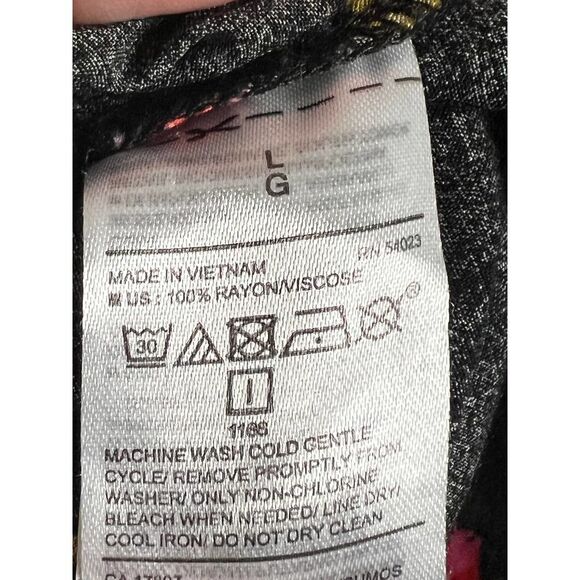 L
G
MADE IN VIETNAM RN 54023
US : 100% RAYON/VISCOSE
30
1168
MACHINE WASH COLD GENTLE
CYCLE/ REMOVE PROMPTLY FROM
WASHER/ ONLY NON-CHLORINE
BLEACH WHEN NEEDED/ LINE DRY/
COOL IRON/ DO NOT DRY CLEAN